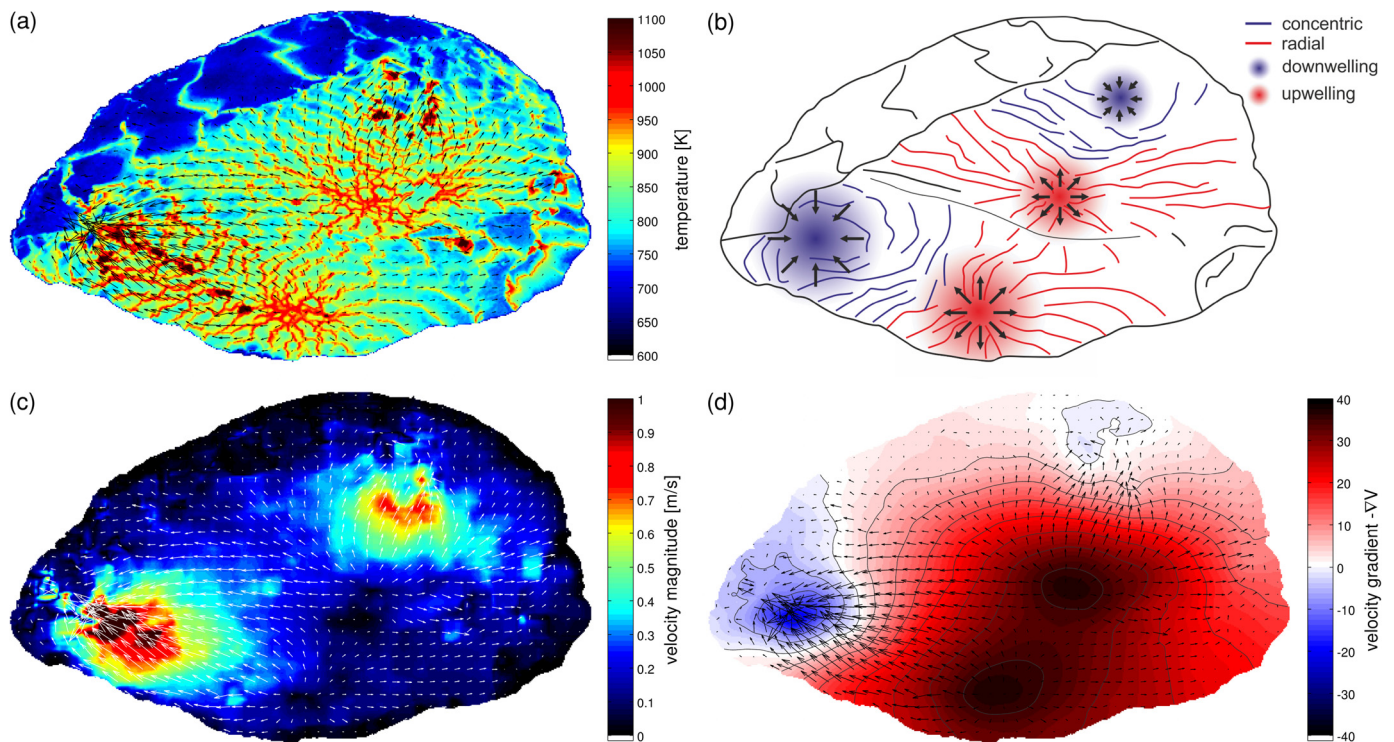 (a)
1100
1050
1000
950
900
850
800
750
700
650
600
temperature [K]
(b)
concentric
radial
downwelling
upwelling
(c)
1
0.9
0.8
0.7
0.6
0.5
0.4
0.3
0.2
0.1
0
velocity magnitude [m/s]
(d)
40
30
20
10
0
-10
-20
-30
-40
velocity gradient -∇V